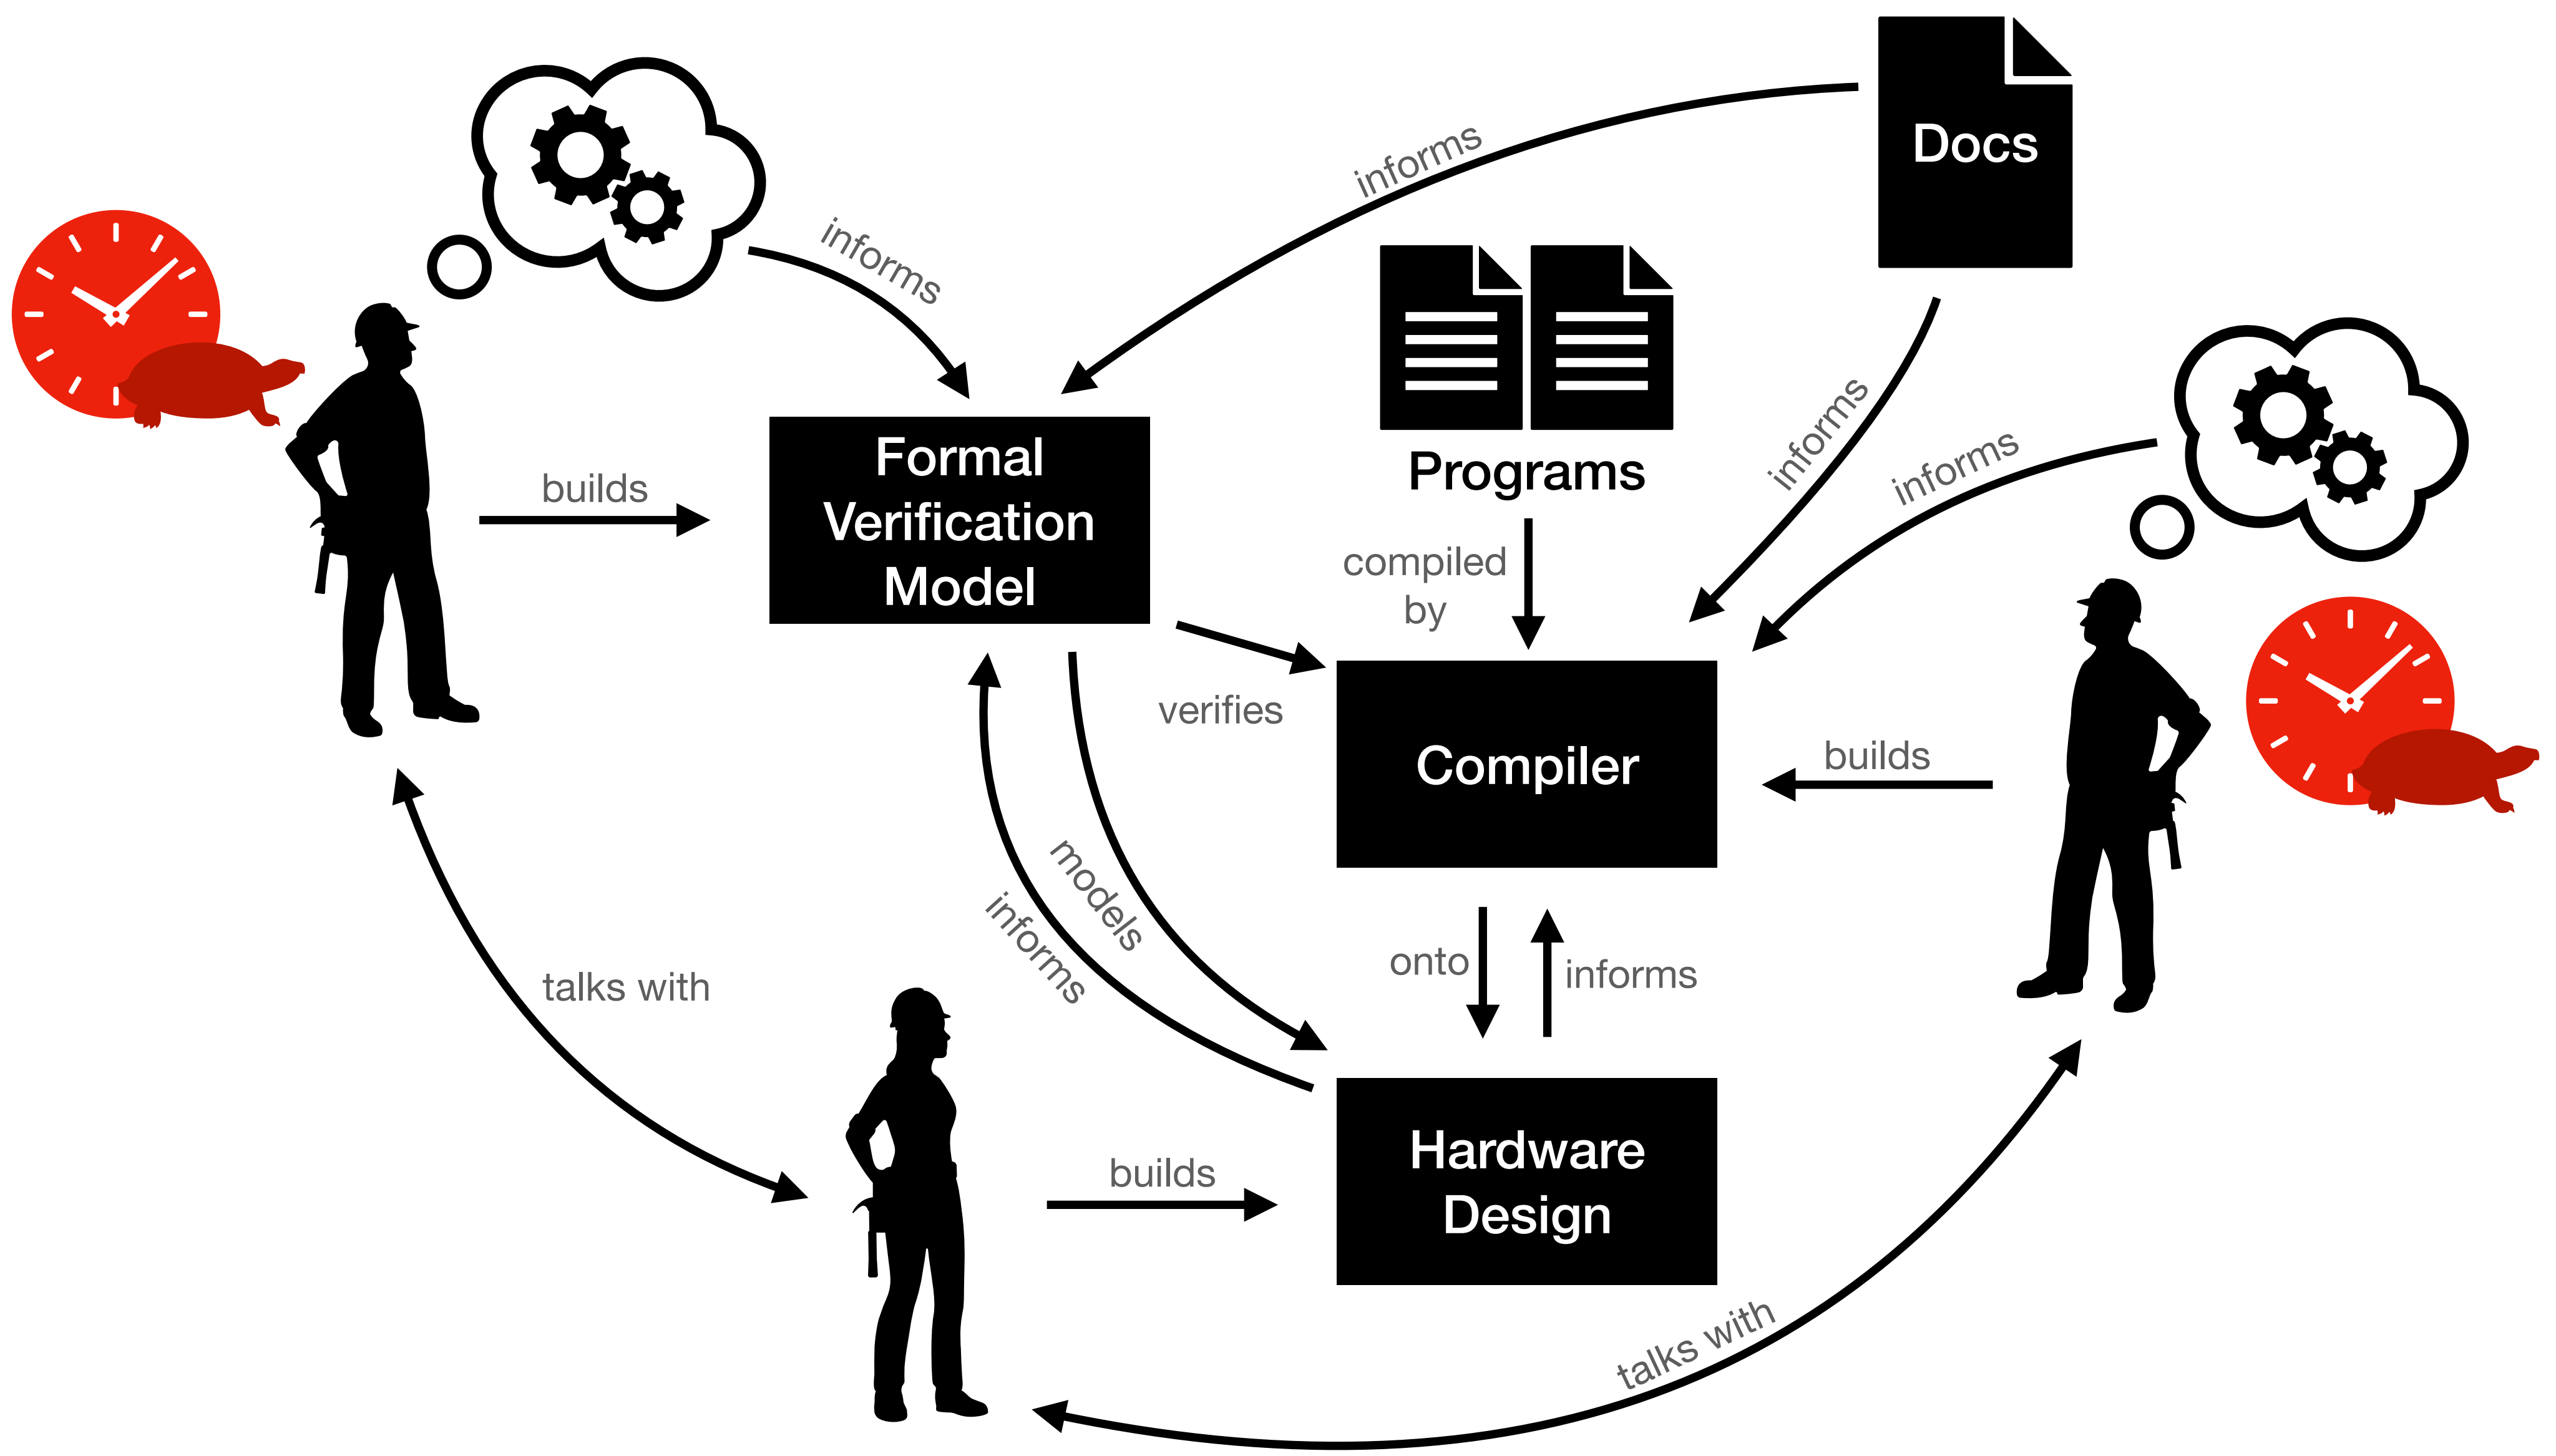 Docs
informs
informs
Programs
informs
informs
Formal
Verification
Model
builds
compiled
by
verifies
Compiler
builds
models
informs
onto
informs
talks with
Hardware
Design
builds
talks with